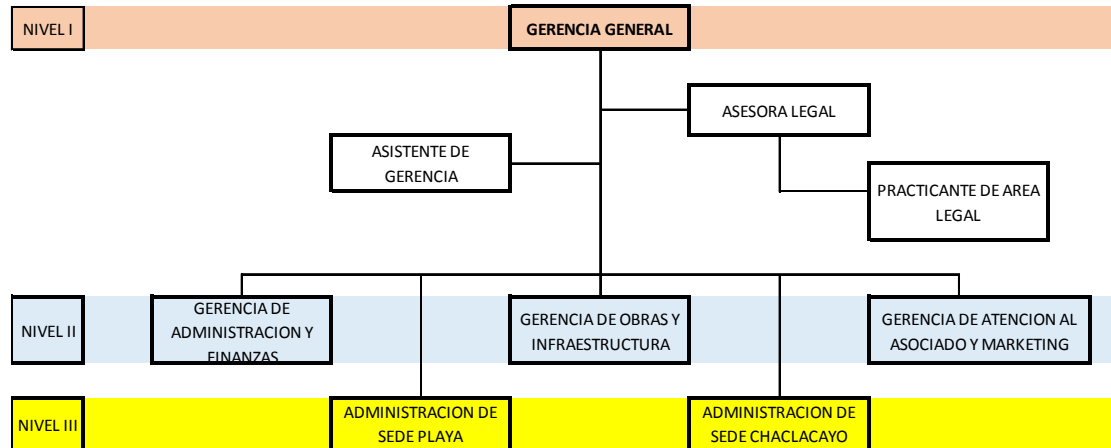 NIVEL I
GERENCIA GENERAL
ASESORA LEGAL
ASISTENTE DE
GERENCIA
PRACTICANTE DE AREA
LEGAL
NIVEL II
GERENCIA DE
ADMINISTRACION Y
FINANZAS
GERENCIA DE OBRAS Y
INFRAESTRUCTURA
GERENCIA DE ATENCION AL
ASOCIADO Y MARKETING
NIVEL III
ADMINISTRACION DE
SEDE PLAYA
ADMINISTRACION DE
SEDE CHACLACAYO